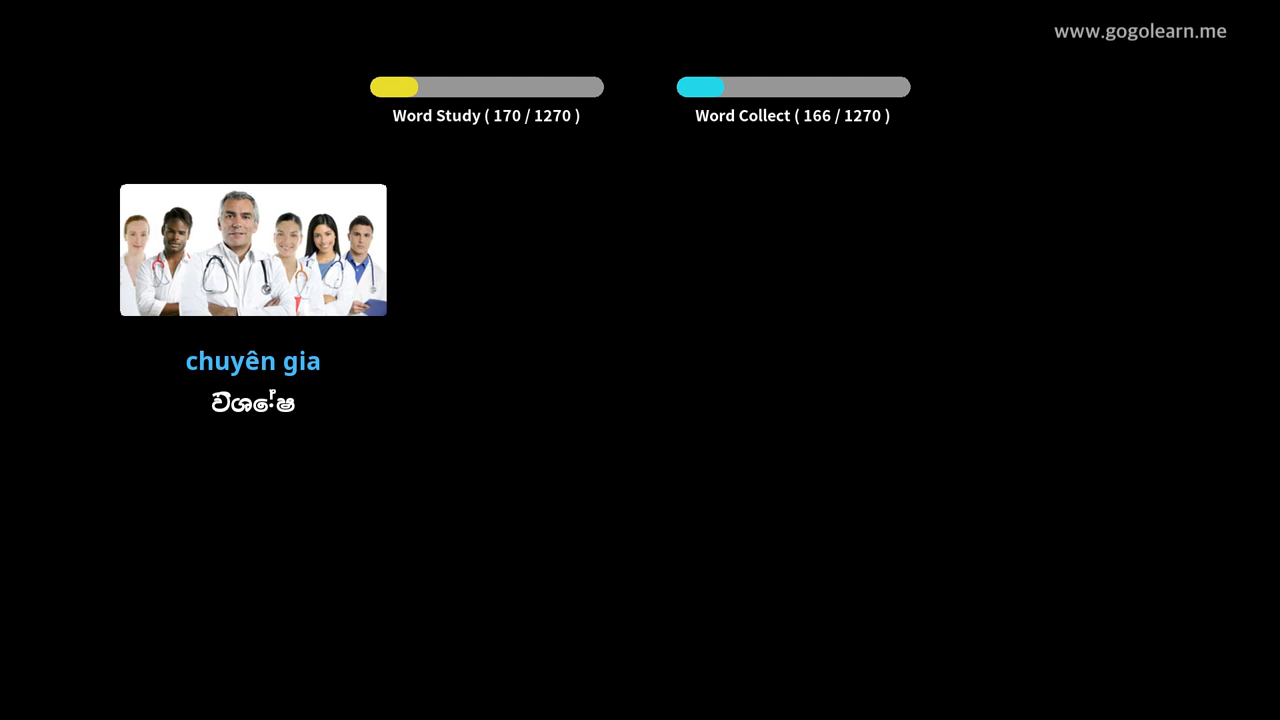 www.gogolearn.me
Word Study ( 170 / 1270 )
Word Collect ( 166 / 1270 )
chuyên gia
විශේෂ